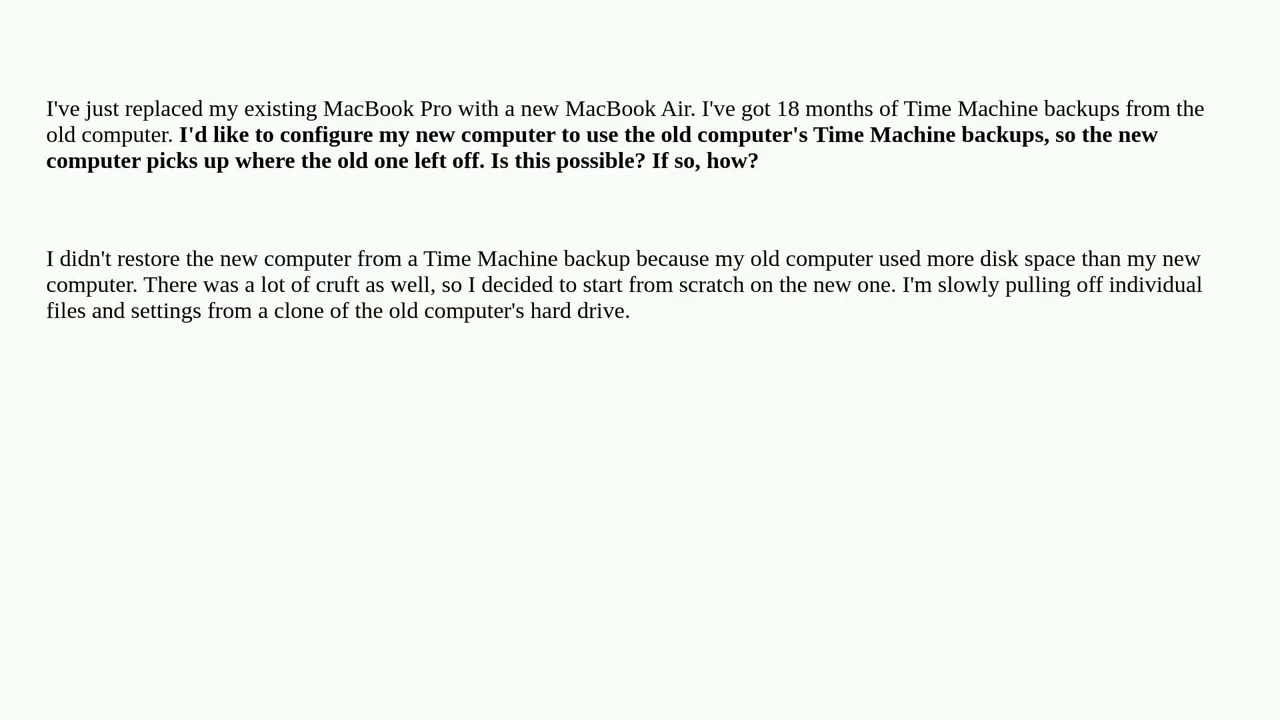 I've just replaced my existing MacBook Pro with a new MacBook Air. I've got 18 months of Time Machine backups from the
old computer. I'd like to configure my new computer to use the old computer's Time Machine backups, so the new
computer picks up where the old one left off. Is this possible? If so, how?
I didn't restore the new computer from a Time Machine backup because my old computer used more disk space than my new
computer. There was a lot of cruft as well, so I decided to start from scratch on the new one. I'm slowly pulling off individual
files and settings from a clone of the old computer's hard drive.